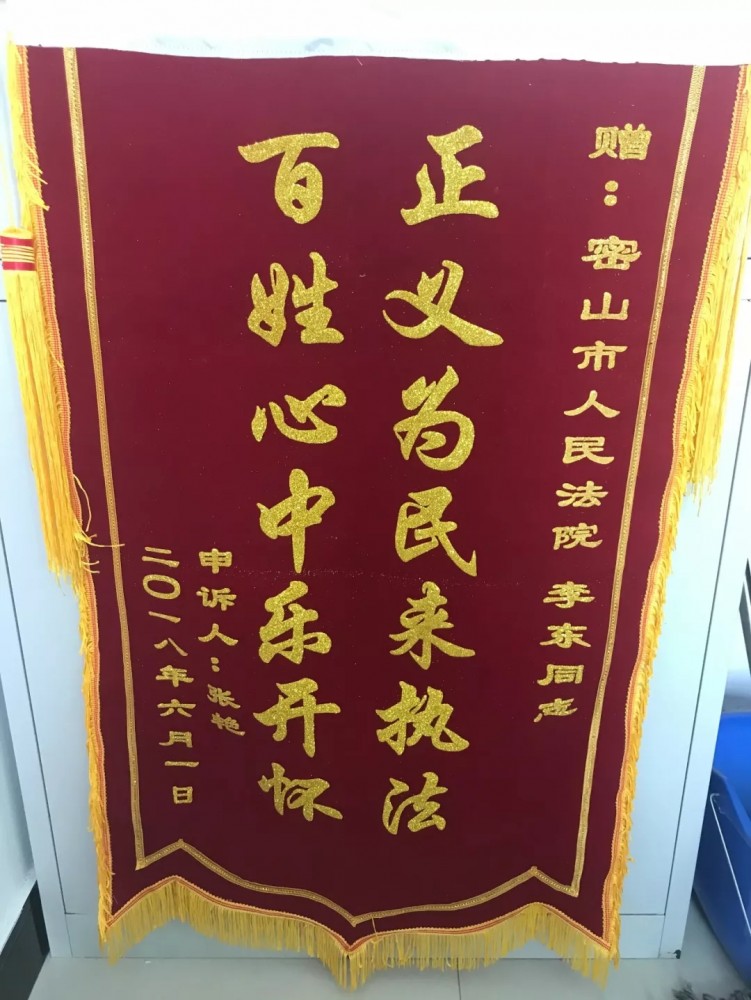 赠：密山市人民法院 李东同志
正义为民来执法
百姓心中乐开怀
申诉人：张艳
二〇一八年六月一日